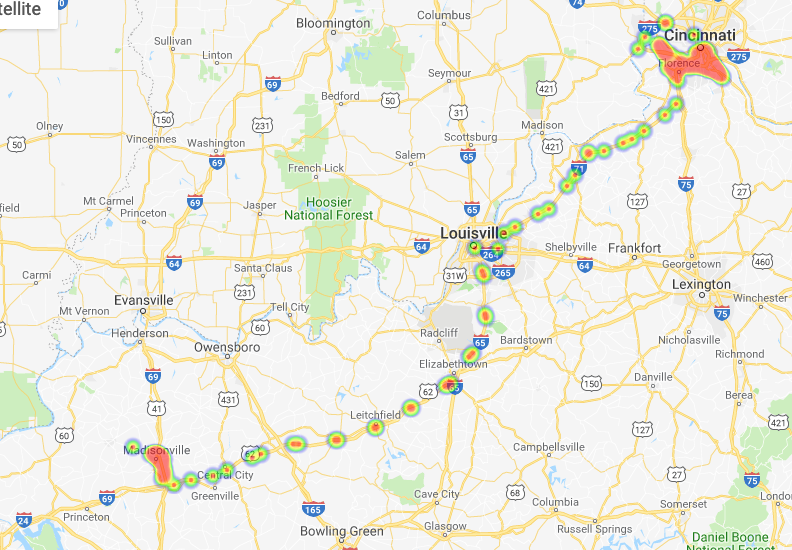 tellite
Bloomington
Columbus
74
275
Cincinnati
275
Florence
Sullivan
Linton
69
Seymour
Bedford
50
421
31
Madison
Scottsburg
150
231
Olney
50
Vincennes
Washington
69
65
421
Salem
French Lick
71
field
Mt Carmel
Princeton
69
Jasper
Hoosier
National Forest
65
127
75
27
Louisville
64
264
265
31W
Shelbyville
64
Frankfort
Georgetown
460
Carmi
64
Santa Claus
231
Lexington
Evansville
Mt Vernon
Tell City
Winchester
75
Henderson
60
Radcliff
65
Bardstown
Nicholasville
Owensboro
Richmond
69
Elizabethtown
62
65
150
Danville
Berea
41
431
Leitchfield
127
421
60
Madisonville
62
Campbellsville
Central City
Greenville
69
165
Cave City
68
Columbia
75
London
Somerset
24
Princeton
Bowling Green
Glasgow
Russell Springs
Daniel Boone
National Forest